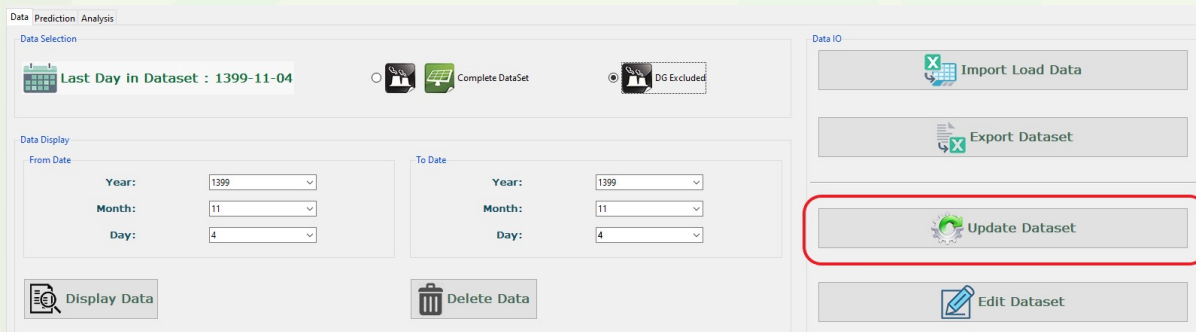 Data Prediction Analysis
Data Selection
Last Day in Dataset : 1399-11-04
Complete DataSet
DG Excluded
Data Display
From Date
Year: 1399
Month: 11
Day: 4
To Date
Year: 1399
Month: 11
Day: 4
Display Data
Delete Data
Data IO
Import Load Data
Export Dataset
Update Dataset
Edit Dataset